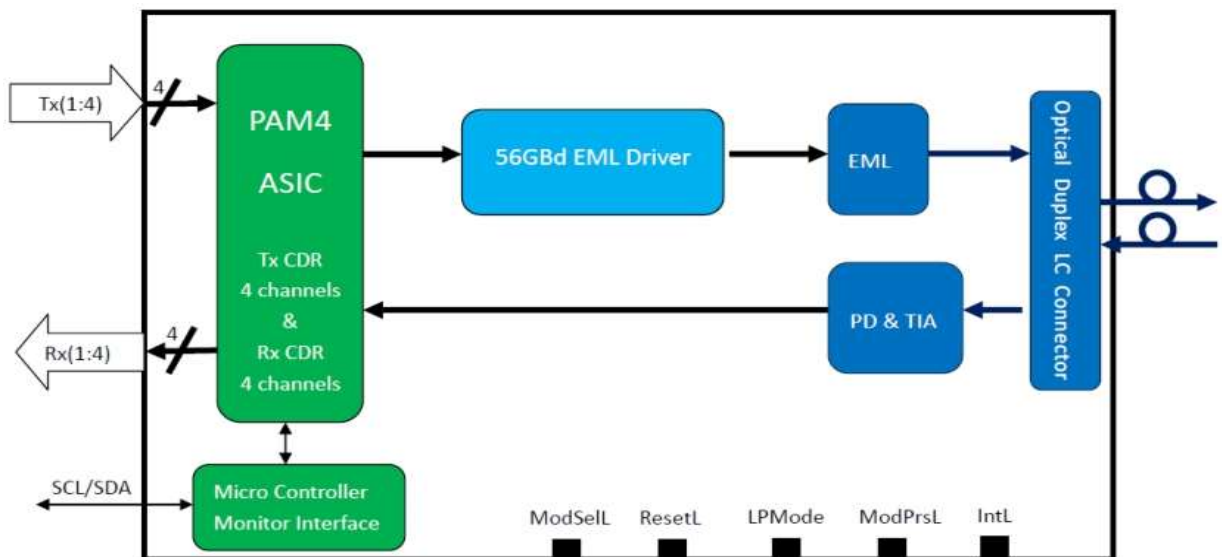 4
Tx(1:4)
PAM4
ASIC
Tx CDR
4 channels
&
Rx CDR
4 channels
56GBd EML Driver
EML
Optical Duplex LC Connector
PD & TIA
4
Rx(1:4)
SCL/SDA
Micro Controller
Monitor Interface
ModSelL
ResetL
LPMode
ModPrsL
IntL